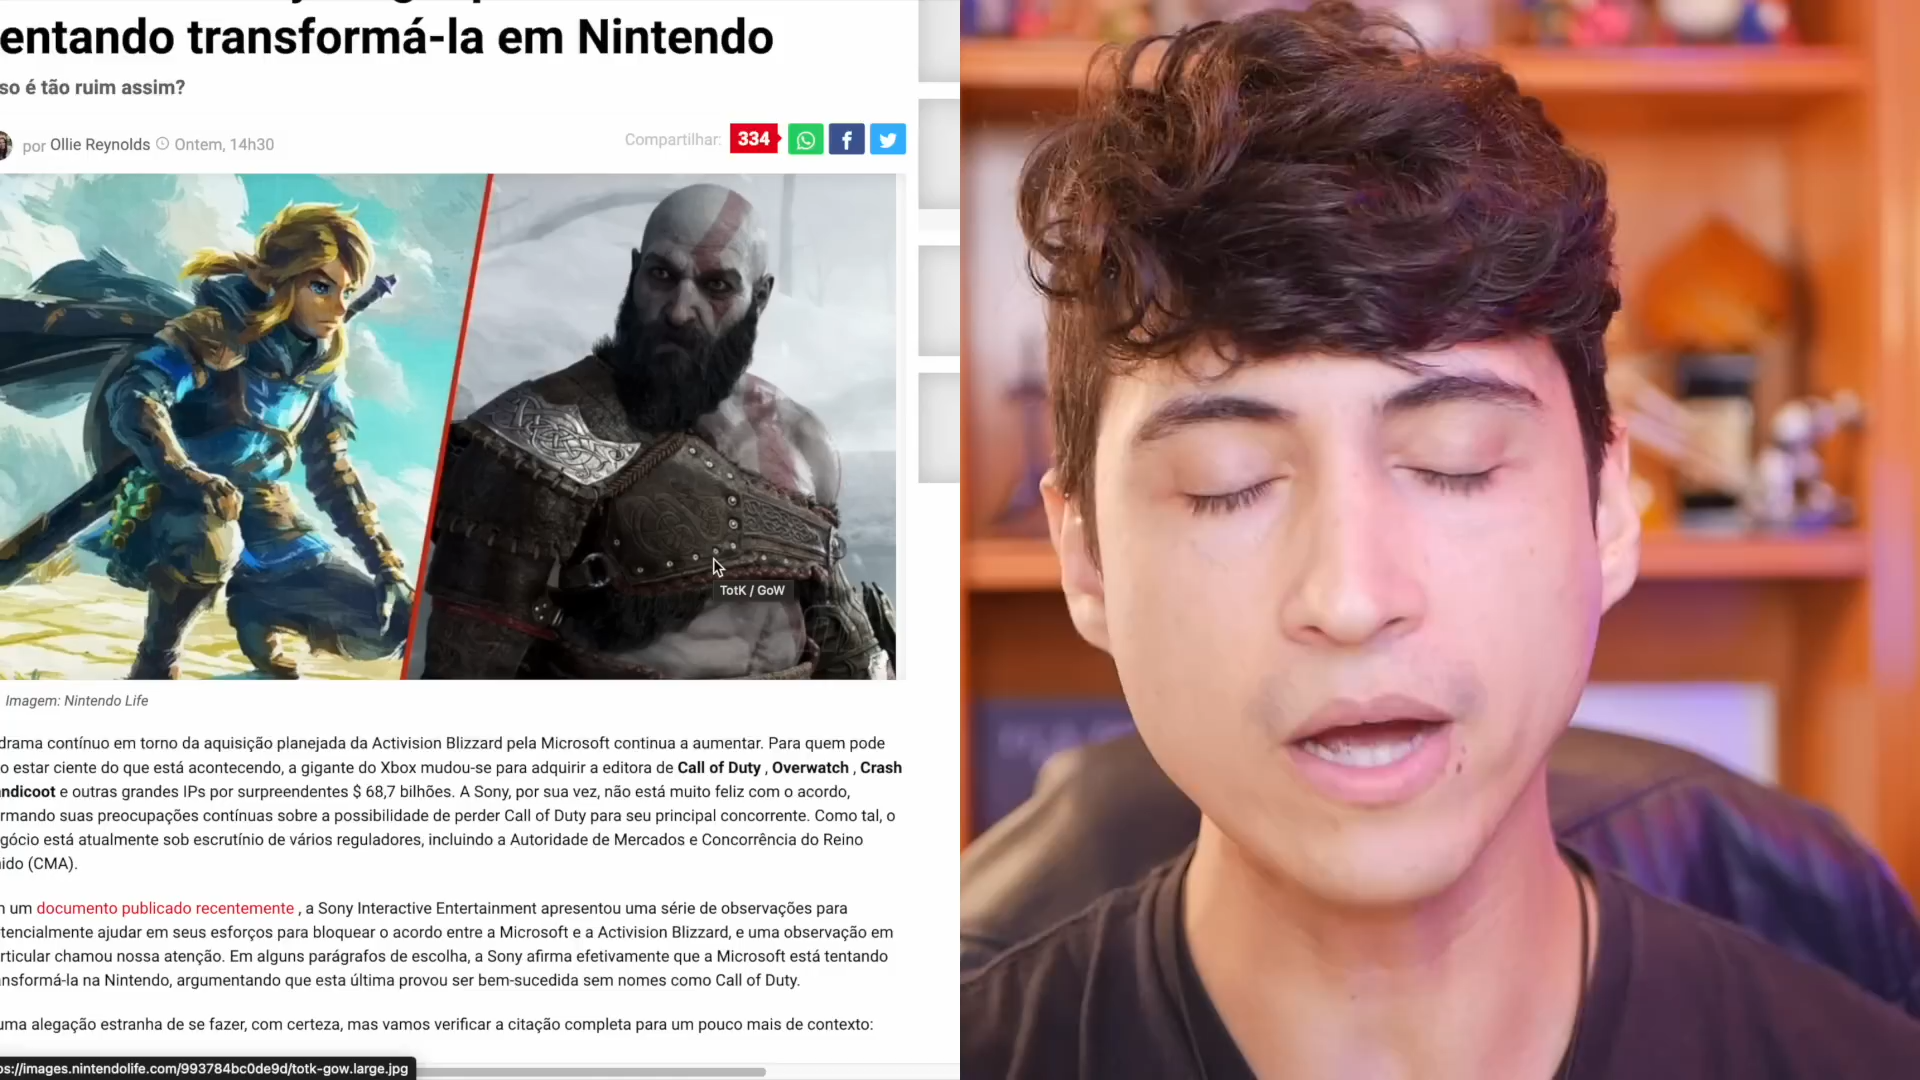 entando transformá-la em Nintendo
so é tão ruim assim?
por Ollie Reynolds Ontem, 14h30
Compartilhar: 334
TotK / GoW
Imagem: Nintendo Life
drama contínuo em torno da aquisição planejada da Activision Blizzard pela Microsoft continua a aumentar. Para quem pode
o estar ciente do que está acontecendo, a gigante do Xbox mudou-se para adquirir a editora de Call of Duty , Overwatch , Crash
ndicoot e outras grandes IPs por surpreendentes $ 68,7 bilhões. A Sony, por sua vez, não está muito feliz com o acordo,
rmando suas preocupações contínuas sobre a possibilidade de perder Call of Duty para seu principal concorrente. Como tal, o
gócio está atualmente sob escrutínio de vários reguladores, incluindo a Autoridade de Mercados e Concorrência do Reino
ido (CMA).
n um documento publicado recentemente , a Sony Interactive Entertainment apresentou uma série de observações para
tencialmente ajudar em seus esforços para bloquear o acordo entre a Microsoft e a Activision Blizzard, e uma observação em
rticular chamou nossa atenção. Em alguns parágrafos de escolha, a Sony afirma efetivamente que a Microsoft está tentando
ansformá-la na Nintendo, argumentando que esta última provou ser bem-sucedida sem nomes como Call of Duty.
uma alegação estranha de se fazer, com certeza, mas vamos verificar a citação completa para um pouco mais de contexto:
ps://images.nintendolife.com/993784bc0de9d/totk-gow.large.jpg